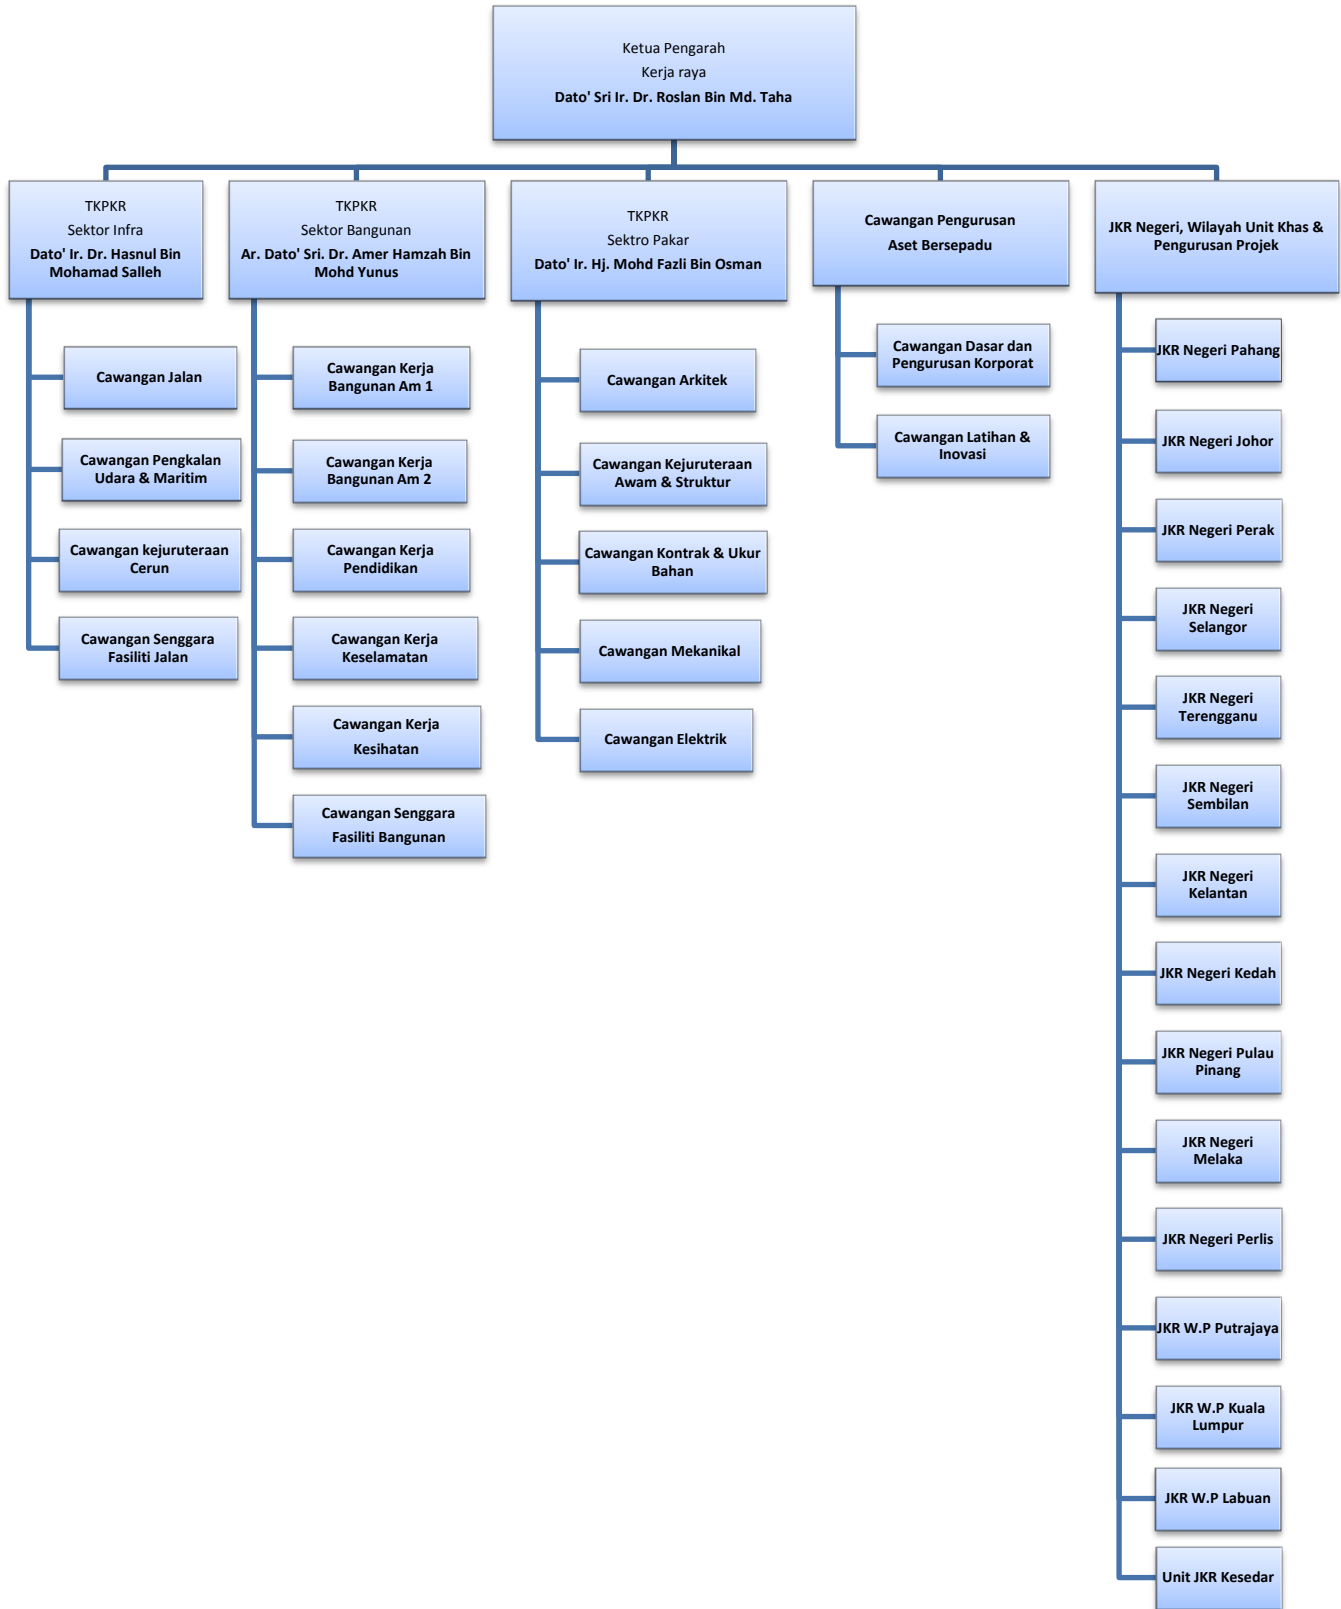 Ketua Pengarah
Kerja raya
Dato' Sri Ir. Dr. Roslan Bin Md. Taha
TKPKR
Sektor Infra
Dato' Ir. Dr. Hasnul Bin
Mohamad Salleh
Cawangan Jalan
Cawangan Pengkalan
Udara & Maritim
Cawangan kejuruteraan
Cerun
Cawangan Senggara
Fasiliti Jalan
TKPKR
Sektor Bangunan
Ar. Dato' Sri. Dr. Amer Hamzah Bin
Mohd Yunus
Cawangan Kerja
Bangunan Am 1
Cawangan Kerja
Bangunan Am 2
Cawangan Kerja
Pendidikan
Cawangan Kerja
Keselamatan
Cawangan Kerja
Kesihatan
Cawangan Senggara
Fasiliti Bangunan
TKPKR
Sektro Pakar
Dato' Ir. Hj. Mohd Fazli Bin Osman
Cawangan Arkitek
Cawangan Kejuruteraan
Awam & Struktur
Cawangan Kontrak & Ukur
Bahan
Cawangan Mekanikal
Cawangan Elektrik
Cawangan Pengurusan
Aset Bersepadu
Cawangan Dasar dan
Pengurusan Korporat
Cawangan Latihan &
Inovasi
JKR Negeri, Wilayah Unit Khas &
Pengurusan Projek
JKR Negeri Pahang
JKR Negeri Johor
JKR Negeri Perak
JKR Negeri
Selangor
JKR Negeri
Terengganu
JKR Negeri
Sembilan
JKR Negeri
Kelantan
JKR Negeri Kedah
JKR Negeri Pulau
Pinang
JKR Negeri
Melaka
JKR Negeri Perlis
JKR W.P Putrajaya
JKR W.P Kuala
Lumpur
JKR W.P Labuan
Unit JKR Kesedar